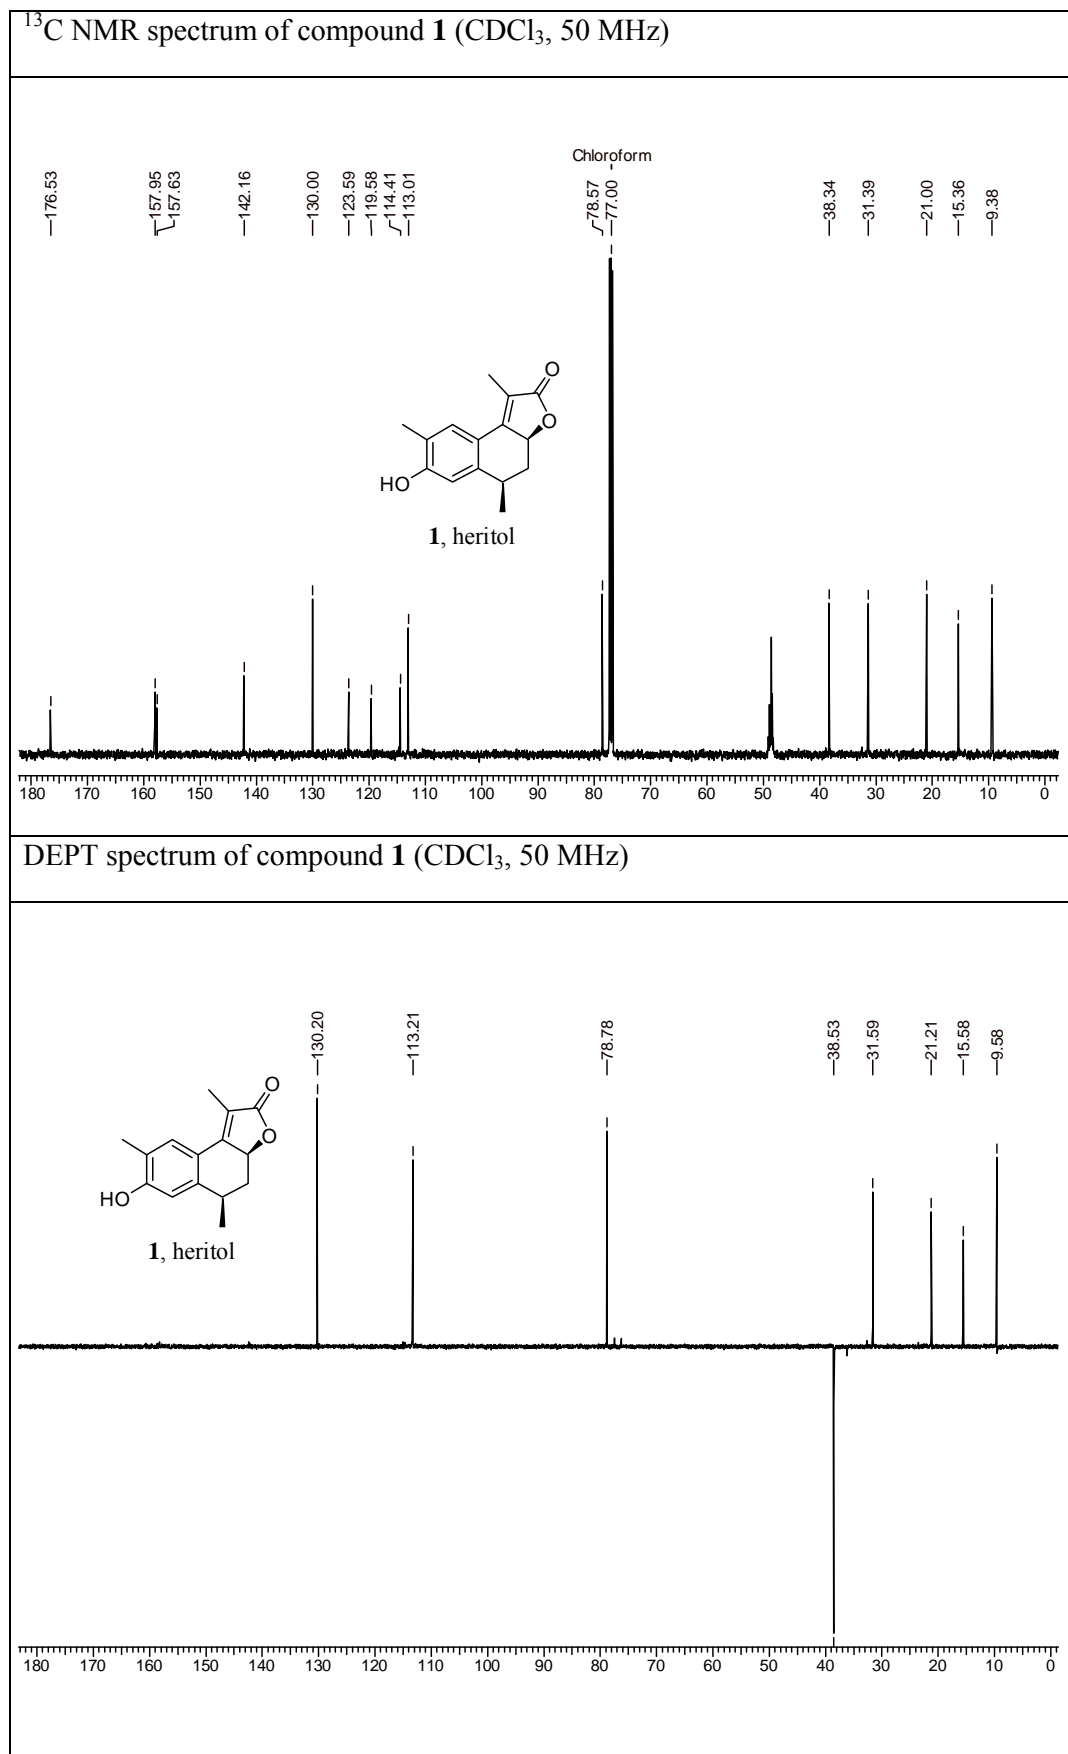 ¹³C NMR spectrum of compound 1 (CDCl₃, 50 MHz)
Chloroform
176.53
157.95
157.63
142.16
130.00
123.59
119.58
114.41
113.01
78.57
77.00
38.34
31.39
21.00
15.36
9.38
O
O
HO
1, heritol
180 170 160 150 140 130 120 110 100 90 80 70 60 50 40 30 20 10 0
DEPT spectrum of compound 1 (CDCl₃, 50 MHz)
130.20
113.21
78.78
38.53
31.59
21.21
15.58
9.58
O
O
HO
1, heritol
180 170 160 150 140 130 120 110 100 90 80 70 60 50 40 30 20 10 0